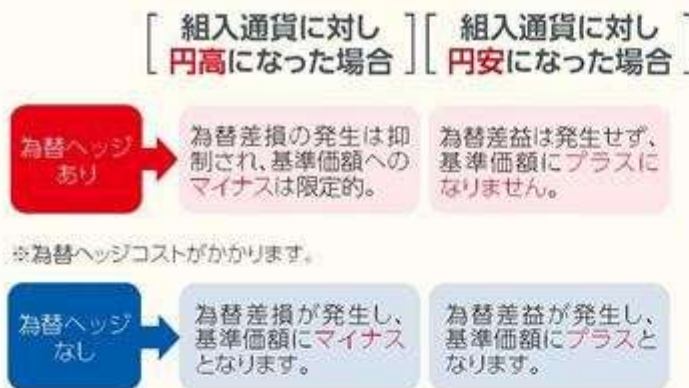 組入通貨に対し
円高になった場合
組入通貨に対し
円安になった場合
為替ヘッジ
あり
為替差損の発生は抑
制され、基準価額への
マイナスは限定的。
為替差益は発生せず、
基準価額にプラスに
なりません。
※為替ヘッジコストがかかります。
為替ヘッジ
なし
為替差損が発生し、
基準価額にマイナス
となります。
為替差益が発生し、
基準価額にプラスと
なります。